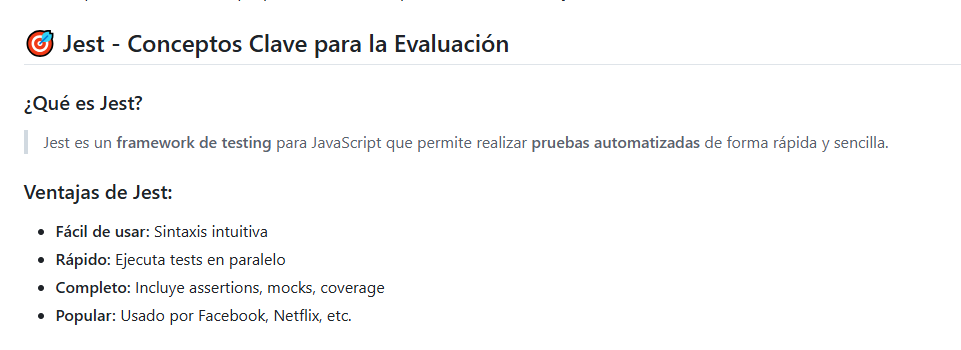 🎯 Jest - Conceptos Clave para la Evaluación
¿Qué es Jest?
Jest es un framework de testing para JavaScript que permite realizar pruebas automatizadas de forma rápida y sencilla.
Ventajas de Jest:
• Fácil de usar: Sintaxis intuitiva
• Rápido: Ejecuta tests en paralelo
• Completo: Incluye assertions, mocks, coverage
• Popular: Usado por Facebook, Netflix, etc.